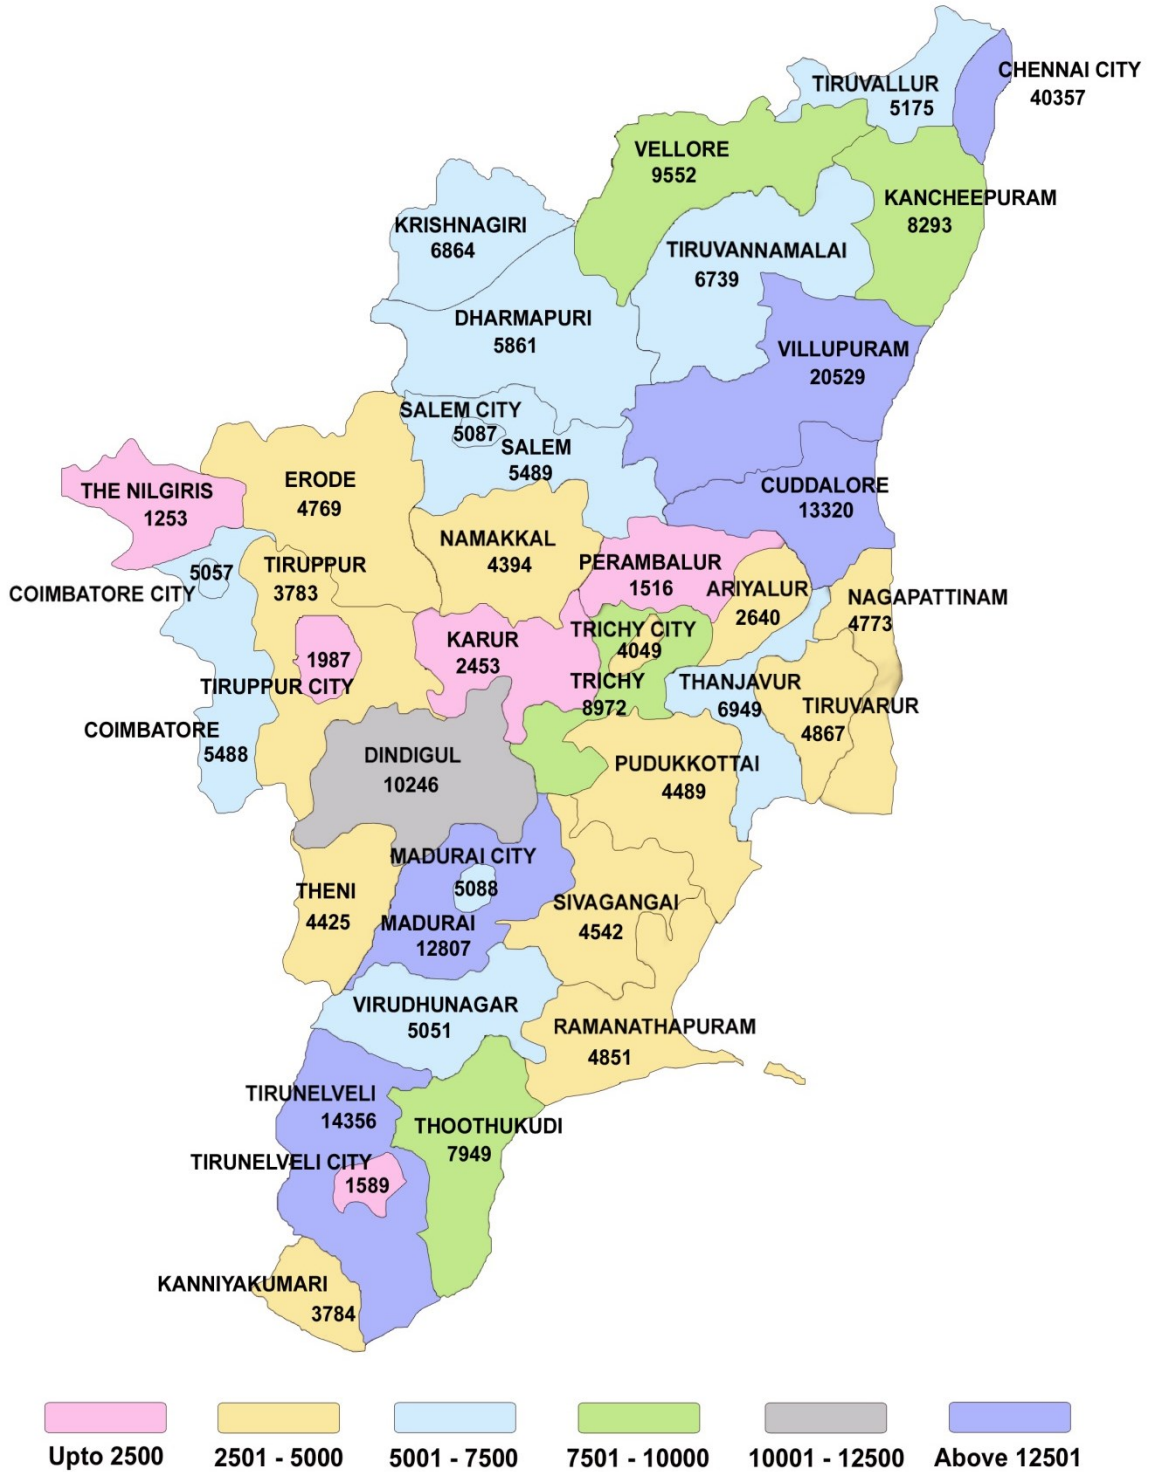 CHENNAI CITY
40357
TIRUVALLUR
5175
VELLORE
9552
KANCHEEPURAM
8293
KRISHNAGIRI
6864
TIRUVANNAMALAI
6739
DHARMAPURI
5861
VILLUPURAM
20529
SALEM CITY
5087
SALEM
5489
THE NILGIRIS
1253
ERODE
4769
CUDDALORE
13320
NAMAKKAL
4394
PERAMBALUR
1516
5057
COIMBATORE CITY
TIRUPPUR
3783
ARIYALUR
2640
NAGAPATTINAM
4773
KARUR
2453
TRICHY CITY
4049
1987
TIRUPPUR CITY
TRICHY
8972
THANJAVUR
6949
TIRUVARUR
4867
COIMBATORE
5488
DINDIGUL
10246
PUDUKKOTTAI
4489
MADURAI CITY
5088
THENI
4425
MADURAI
12807
SIVAGANGAI
4542
VIRUDHUNAGAR
5051
RAMANATHAPURAM
4851
TIRUNELVELI
14356
THOOTHUKUDI
7949
TIRUNELVELI CITY
1589
KANNIYAKUMARI
3784
Upto 2500
2501 - 5000
5001 - 7500
7501 - 10000
10001 - 12500
Above 12501